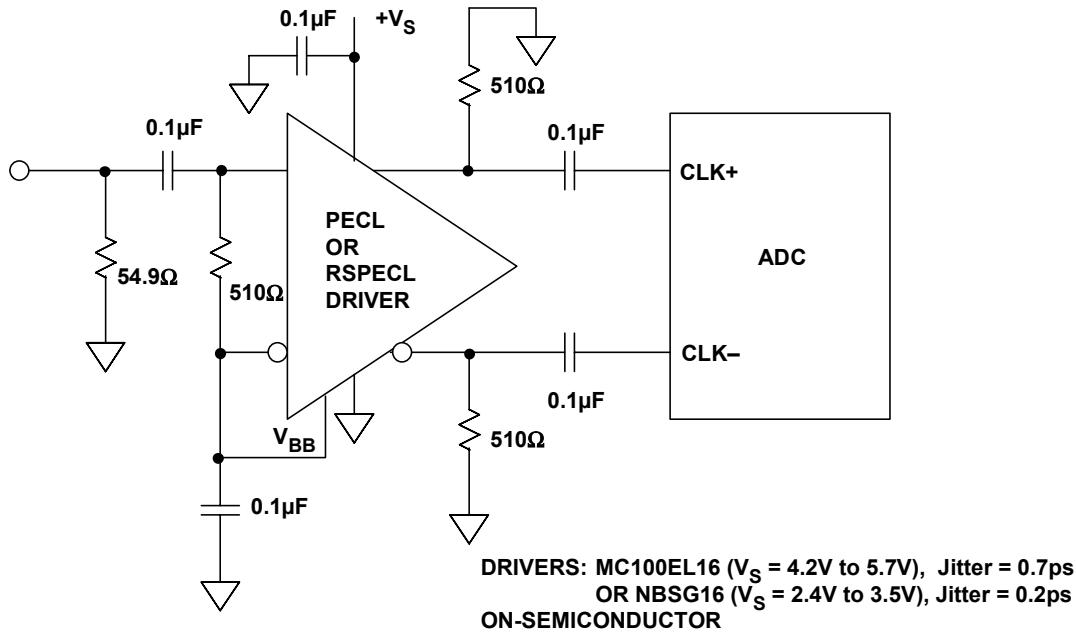 0.1µF
+VS
510Ω
0.1µF
0.1µF
CLK+
PECL
OR
RSPECL
DRIVER
ADC
54.9Ω
510Ω
CLK–
0.1µF
VBB
510Ω
0.1µF
DRIVERS: MC100EL16 (VS = 4.2V to 5.7V), Jitter = 0.7ps
OR NBSG16 (VS = 2.4V to 3.5V), Jitter = 0.2ps
ON-SEMICONDUCTOR